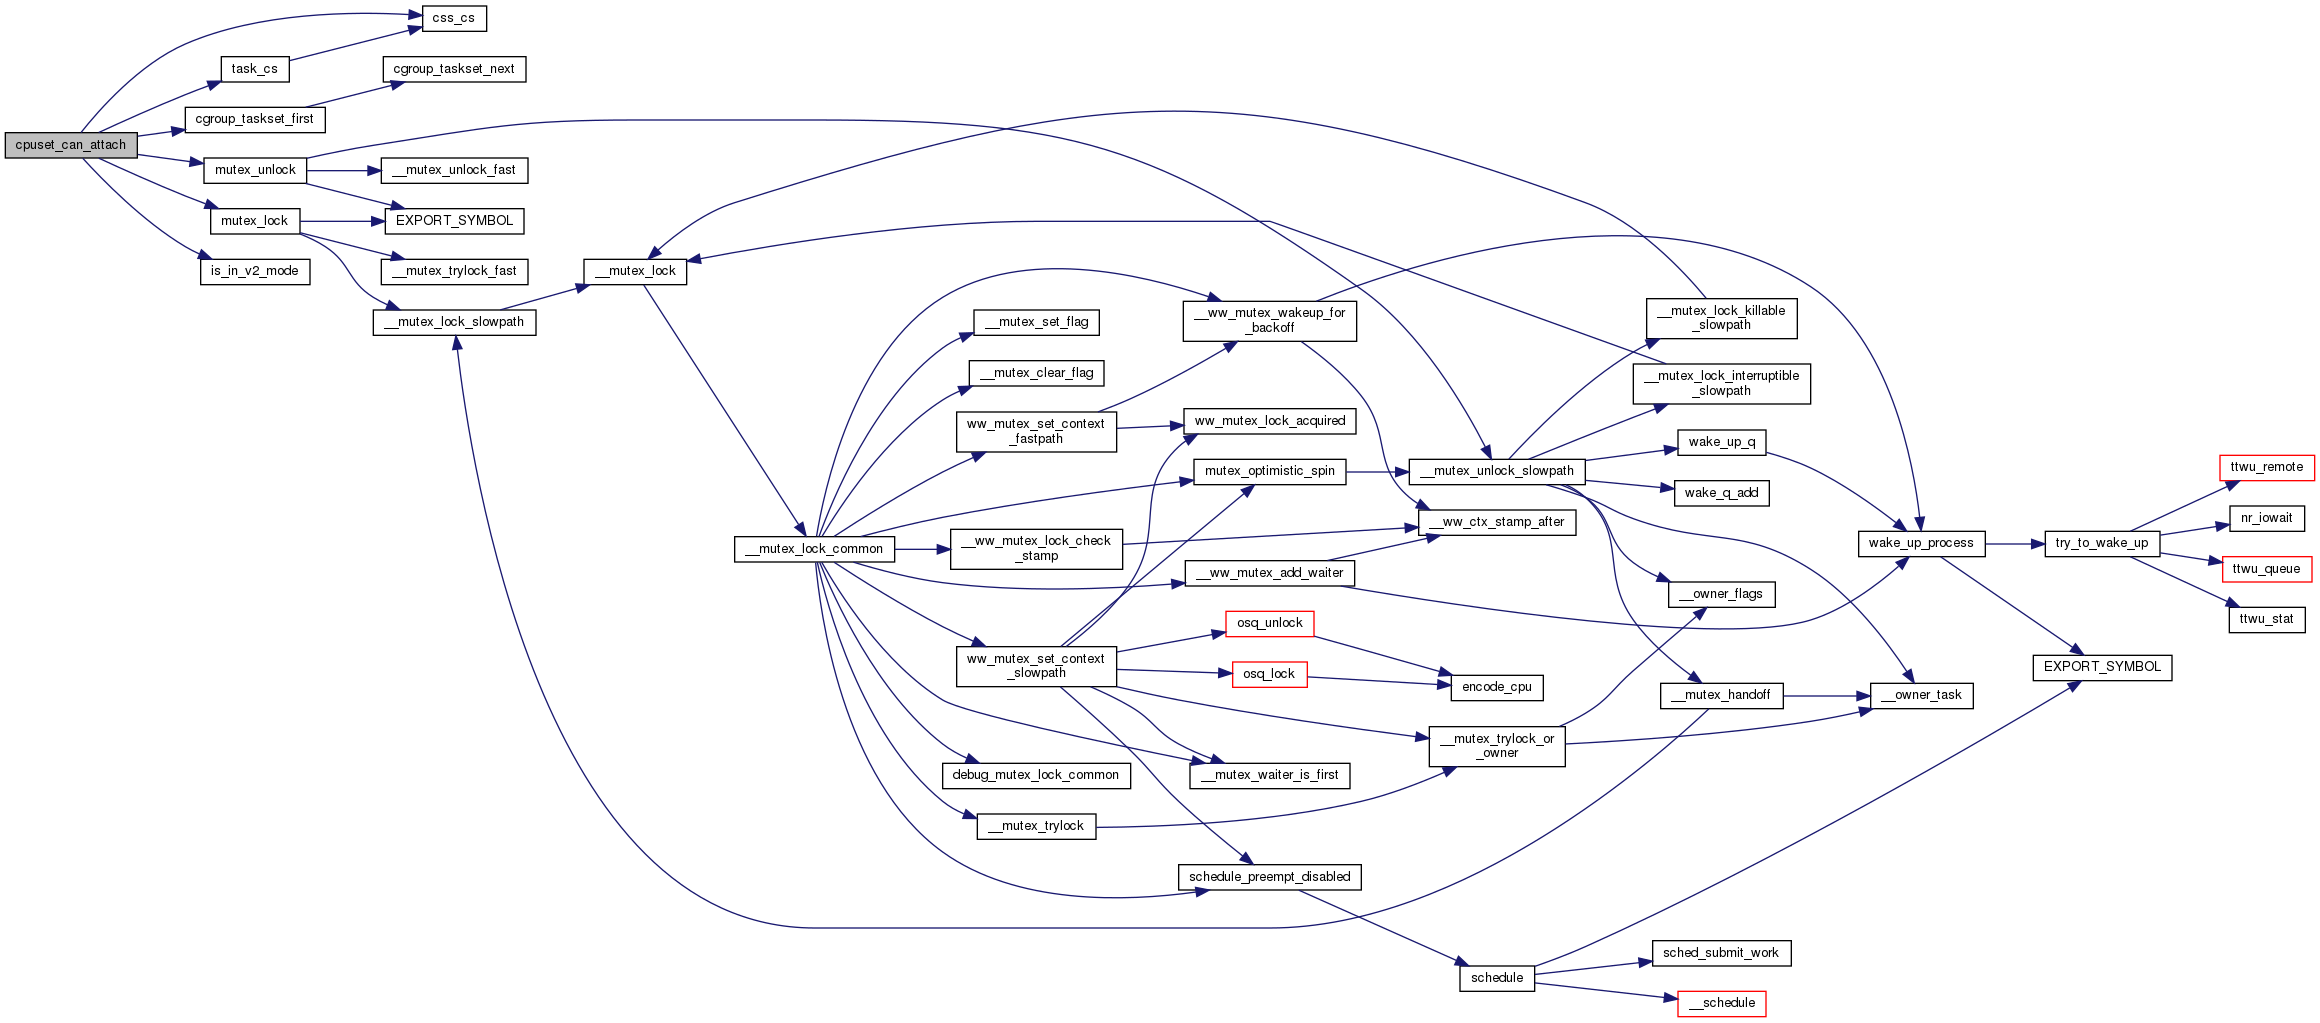 cpuset_can_attach
css_cs
task_cs
cgroup_taskset_next
cgroup_taskset_first
mutex_unlock
__mutex_unlock_fast
mutex_lock
EXPORT_SYMBOL
is_in_v2_mode
__mutex_trylock_fast
__mutex_lock_slowpath
__mutex_lock
__mutex_lock_common
__mutex_set_flag
__mutex_clear_flag
ww_mutex_set_context
_fastpath
__ww_mutex_lock_check
_stamp
ww_mutex_set_context
_slowpath
debug_mutex_lock_common
__mutex_trylock
__ww_mutex_wakeup_for
_backoff
ww_mutex_lock_acquired
mutex_optimistic_spin
__ww_mutex_add_waiter
osq_unlock
osq_lock
__mutex_waiter_is_first
schedule_preempt_disabled
__mutex_unlock_slowpath
__ww_ctx_stamp_after
encode_cpu
__mutex_trylock_or
_owner
schedule
__mutex_lock_killable
_slowpath
__mutex_lock_interruptible
_slowpath
wake_up_q
wake_q_add
__owner_flags
__mutex_handoff
sched_submit_work
__schedule
wake_up_process
__owner_task
try_to_wake_up
EXPORT_SYMBOL
ttwu_remote
nr_iowait
ttwu_queue
ttwu_stat